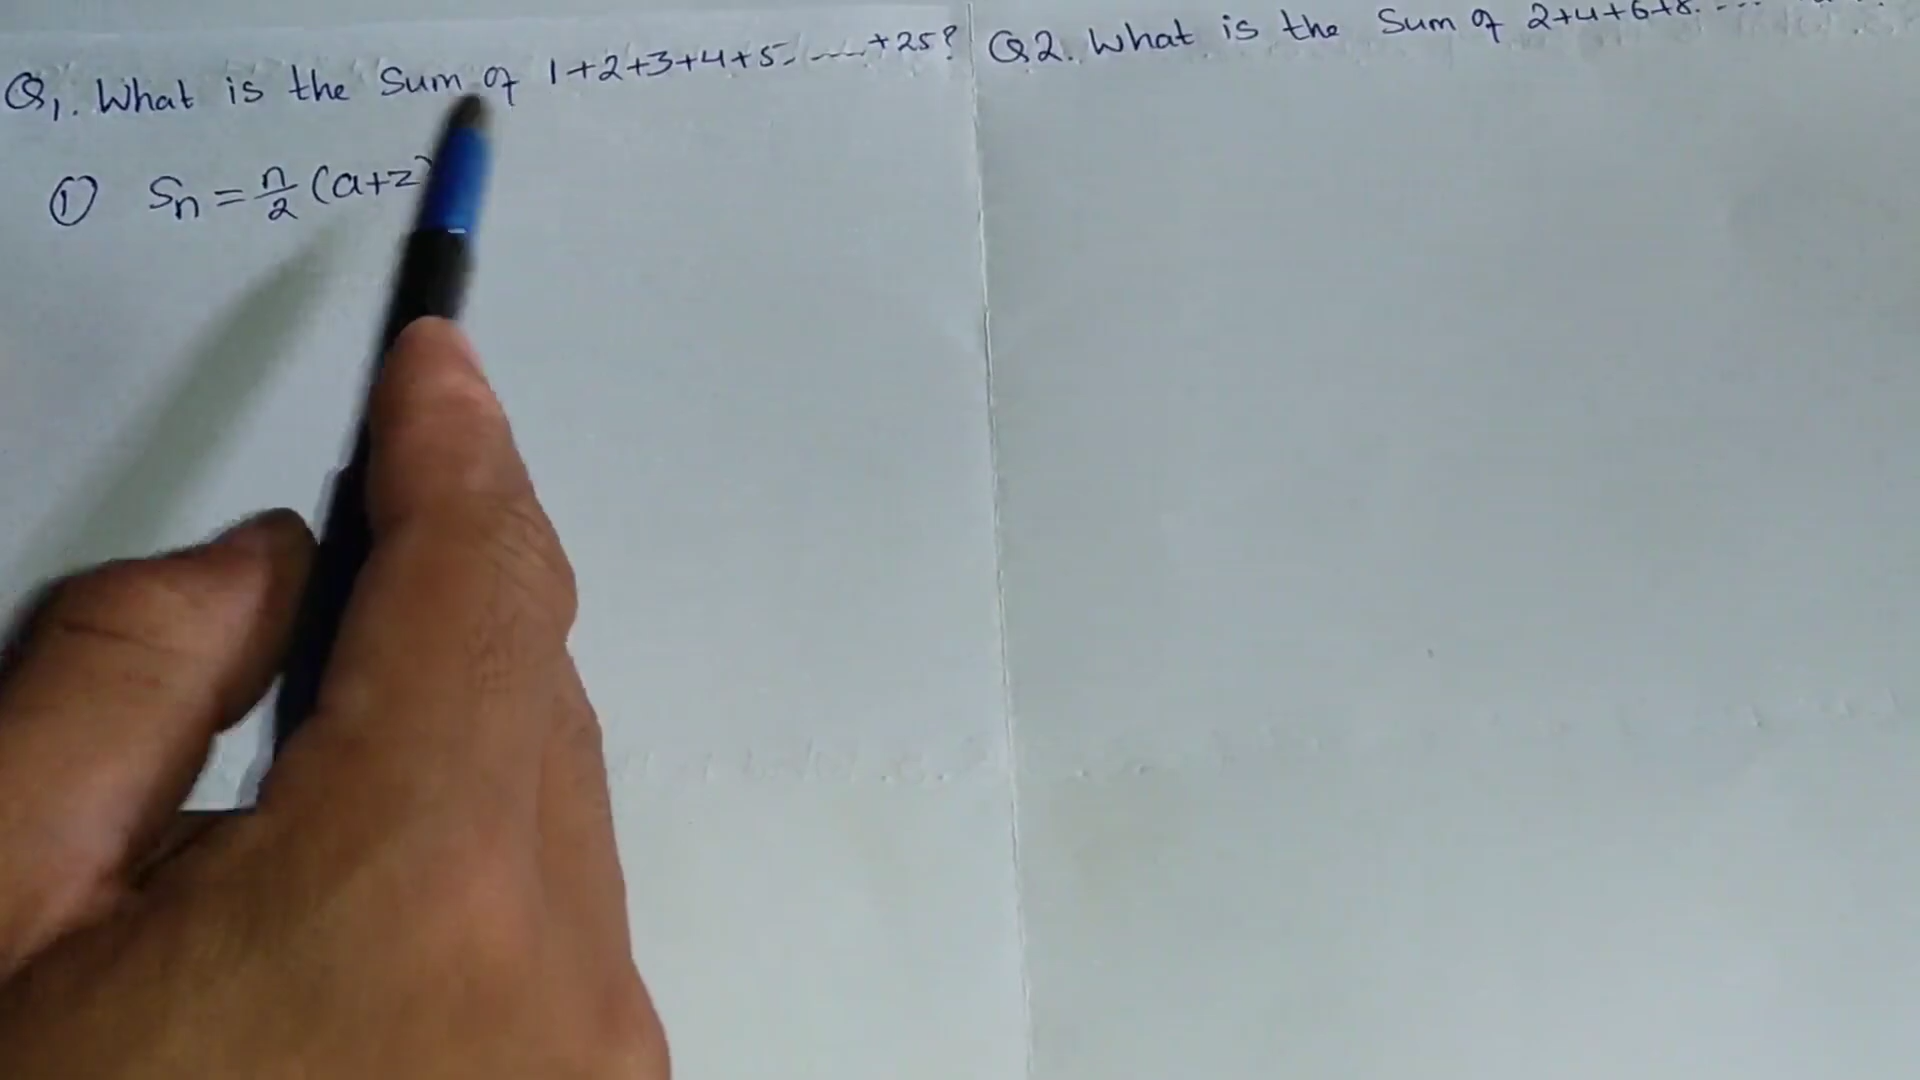 Q1. What is the Sum of 1+2+3+4+5- ----- +25?
① Sn = n/2 (a+z)
Q2. What is the Sum of 2+4+6+8. - --